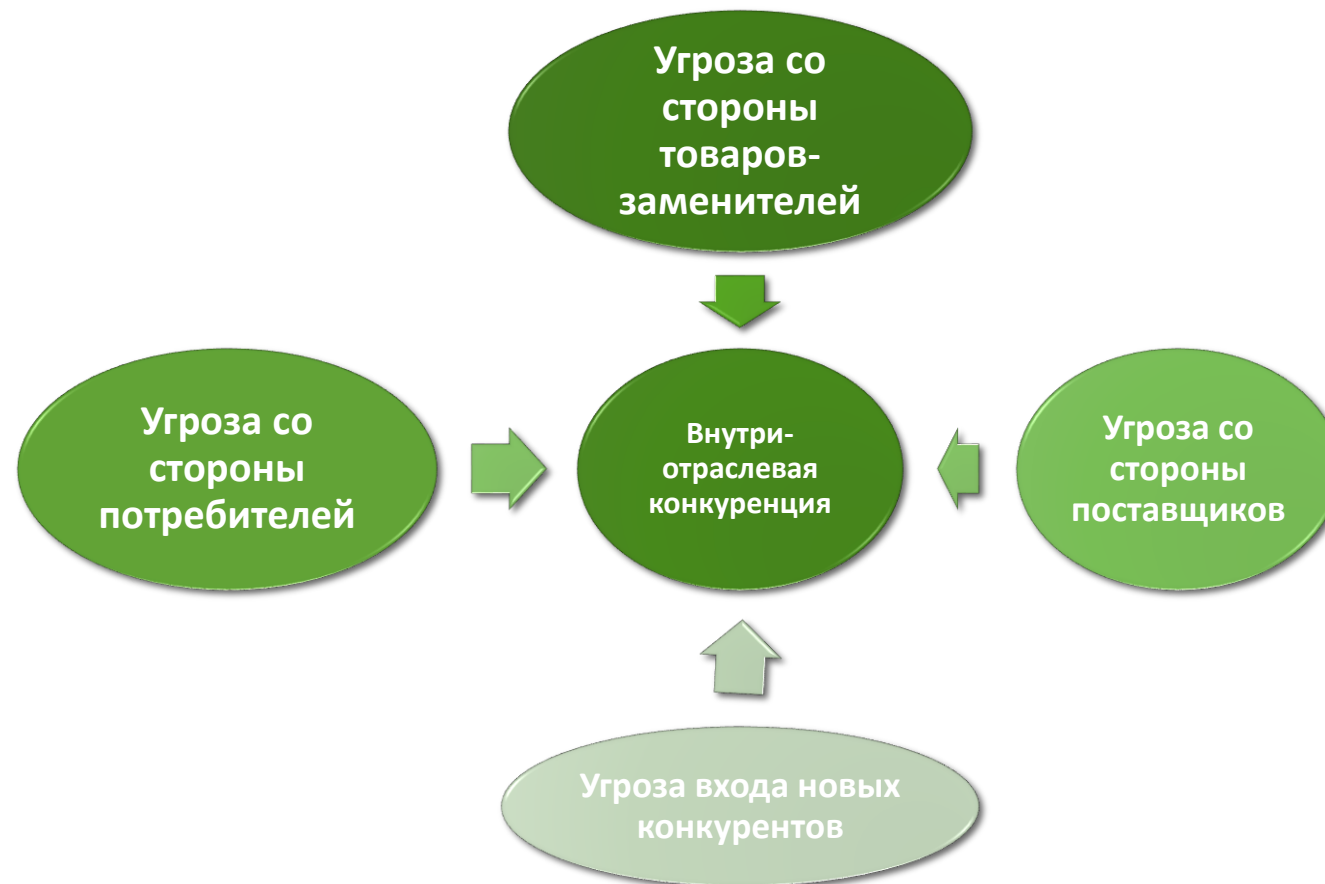 Угроза со
стороны
товаров-
заменителей
Угроза со
стороны
потребителей
Внутри-
отраслевая
конкуренция
Угроза со
стороны
поставщиков
Угроза входа новых
конкурентов